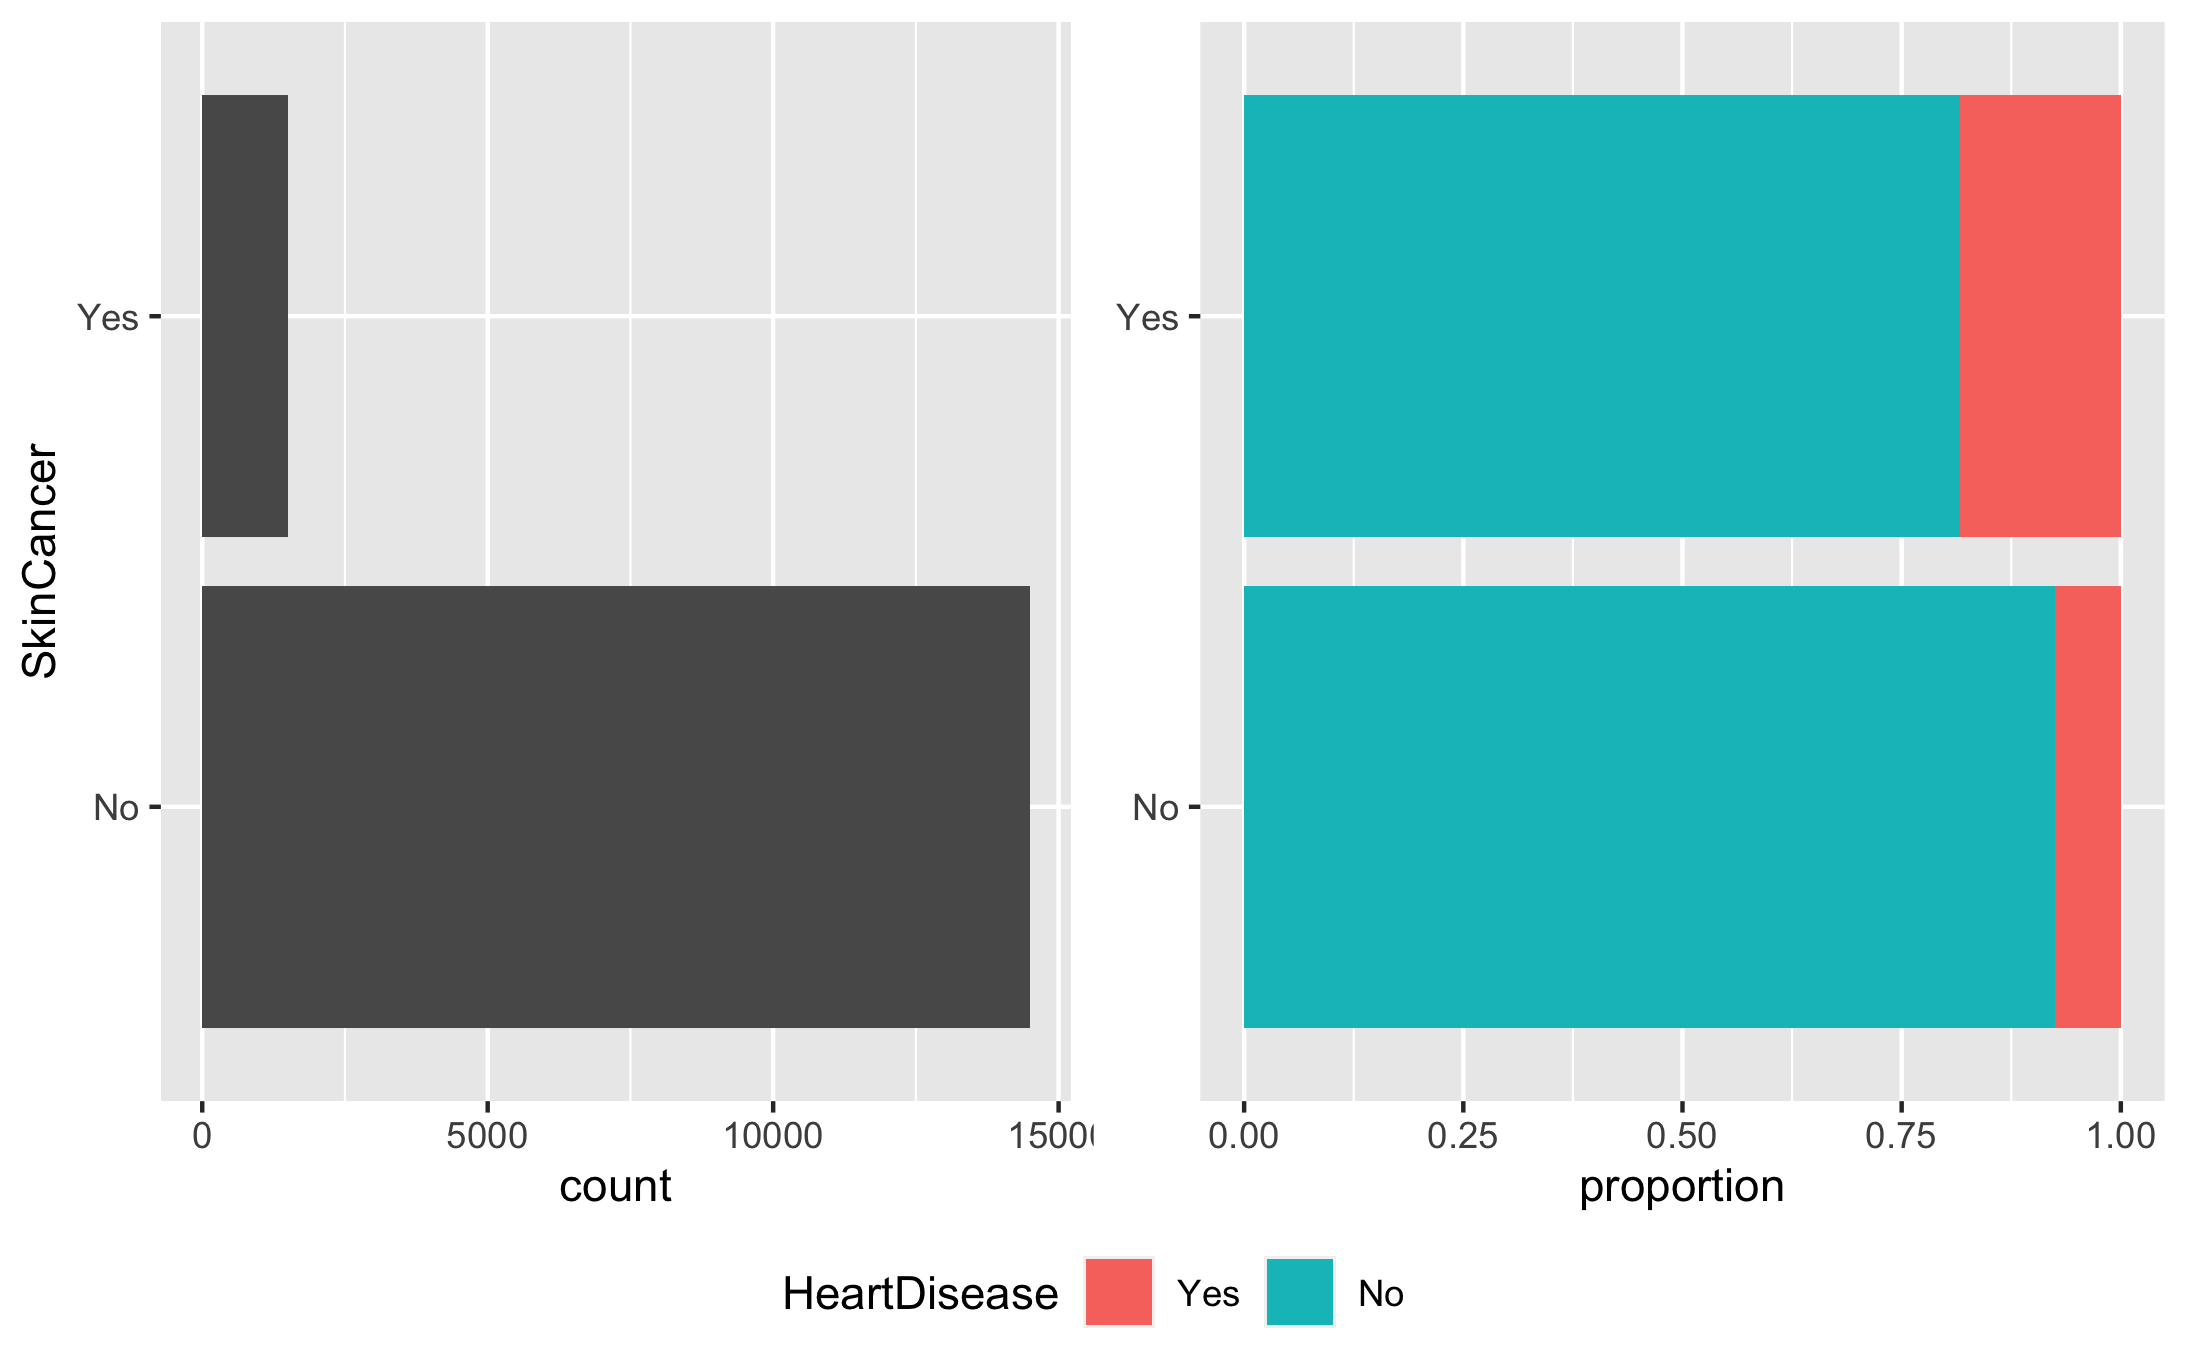 SkinCancer
Yes
No
0 5000 10000 1500
count
Yes
No
0.00 0.25 0.50 0.75 1.00
proportion
HeartDisease Yes No